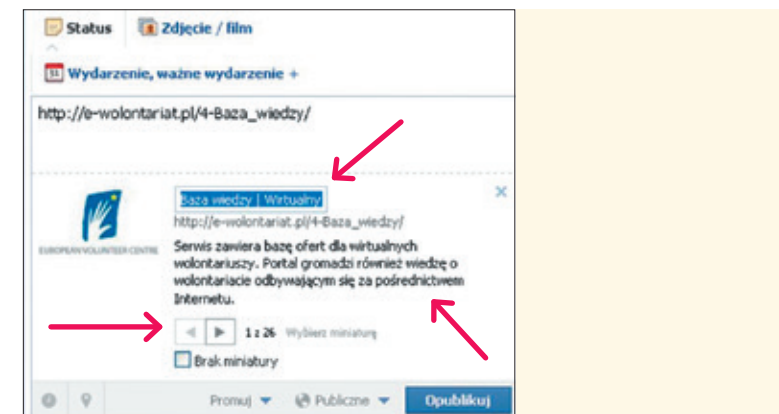 Status Zdjęcie / film
31 Wydarzenie, ważne wydarzenie +
http://e-wolontariat.pl/4-Baza_wiedzy/
Baza wiedzy | Wirtualny
http://e-wolontariat.pl/4-Baza_wiedzy/
EUROPEAN VOLUNTEER CENTRE
Serwis zawiera bazę ofert dla wirtualnych
wolontariuszy. Portal gromadzi również wiedzę o
wolontariacie odbywającym się za pośrednictwem
Internetu.
1 z 26 Wybierz miniaturę
Brak miniatury
Promuj Publiczne Opublikuj